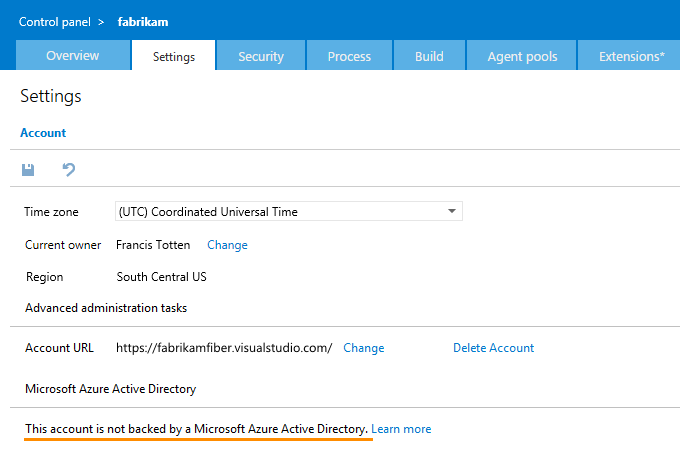 Control panel > fabrikam
Overview Settings Security Process Build Agent pools Extensions*
Settings
Account
Time zone (UTC) Coordinated Universal Time
Current owner Francis Totten Change
Region South Central US
Advanced administration tasks
Account URL https://fabrikamfiber.visualstudio.com/ Change Delete Account
Microsoft Azure Active Directory
This account is not backed by a Microsoft Azure Active Directory. Learn more